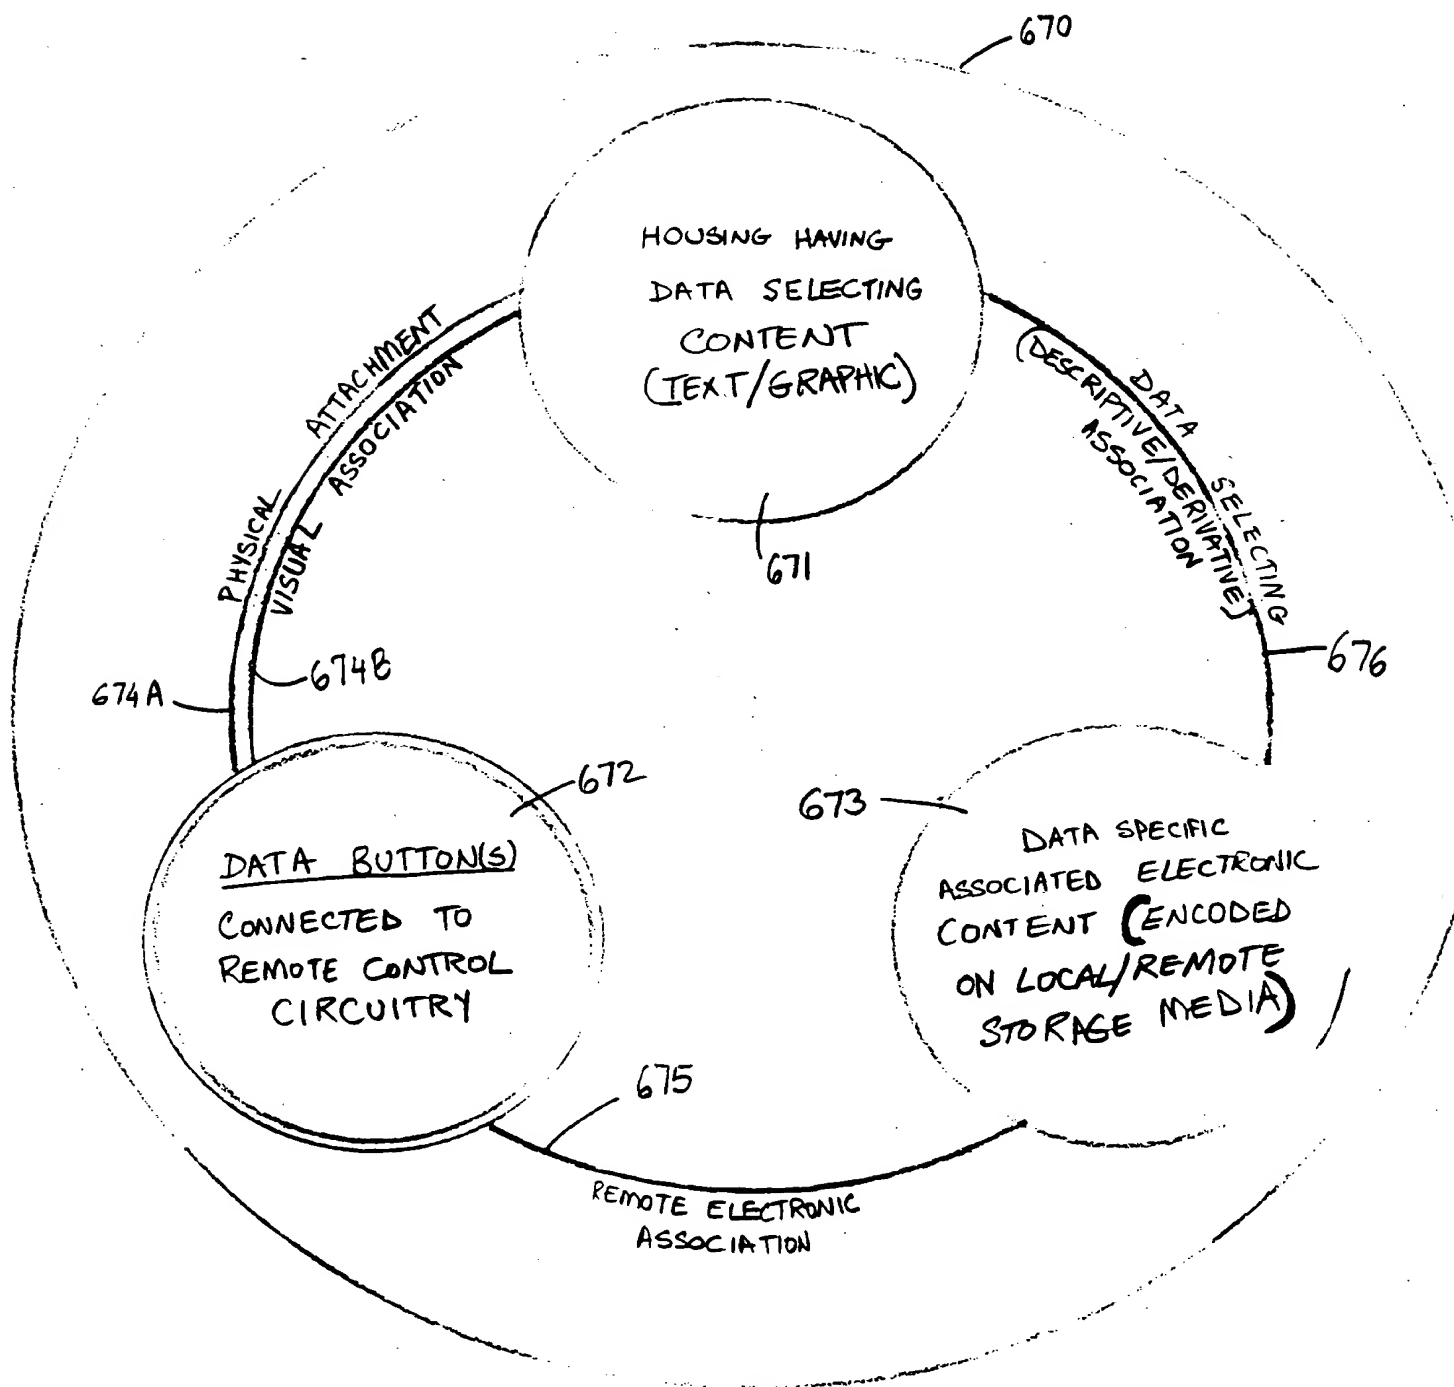 670
HOUSING HAVING
DATA SELECTING
CONTENT
(TEXT/GRAPHIC)
671
PHYSICAL ATTACHMENT
VISUAL ASSOCIATION
674A
674B
DATA SELECTING
(DESCRIPTIVE/DERIVATIVE)
ASSOCIATION
676
672
DATA BUTTON(S)
CONNECTED TO
REMOTE CONTROL
CIRCUITRY
673
DATA SPECIFIC
ASSOCIATED ELECTRONIC
CONTENT (ENCODED
ON LOCAL/REMOTE
STORAGE MEDIA)
675
REMOTE ELECTRONIC
ASSOCIATION